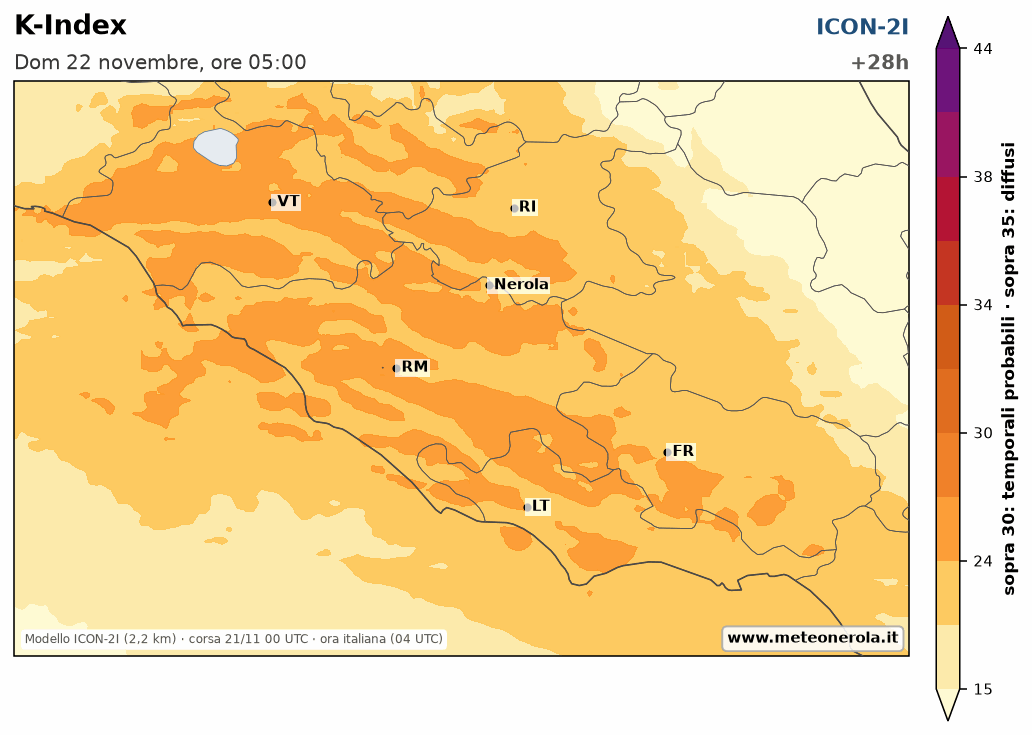 K-Index
ICON-2I
Dom 22 novembre, ore 05:00
+28h
VT
RI
Nerola
RM
FR
LT
Modello ICON-2I (2,2 km) · corsa 21/11 00 UTC · ora italiana (04 UTC)
www.meteonerola.it
44
38
34
30
24
15
sopra 30: temporali probabili · sopra 35: diffusi